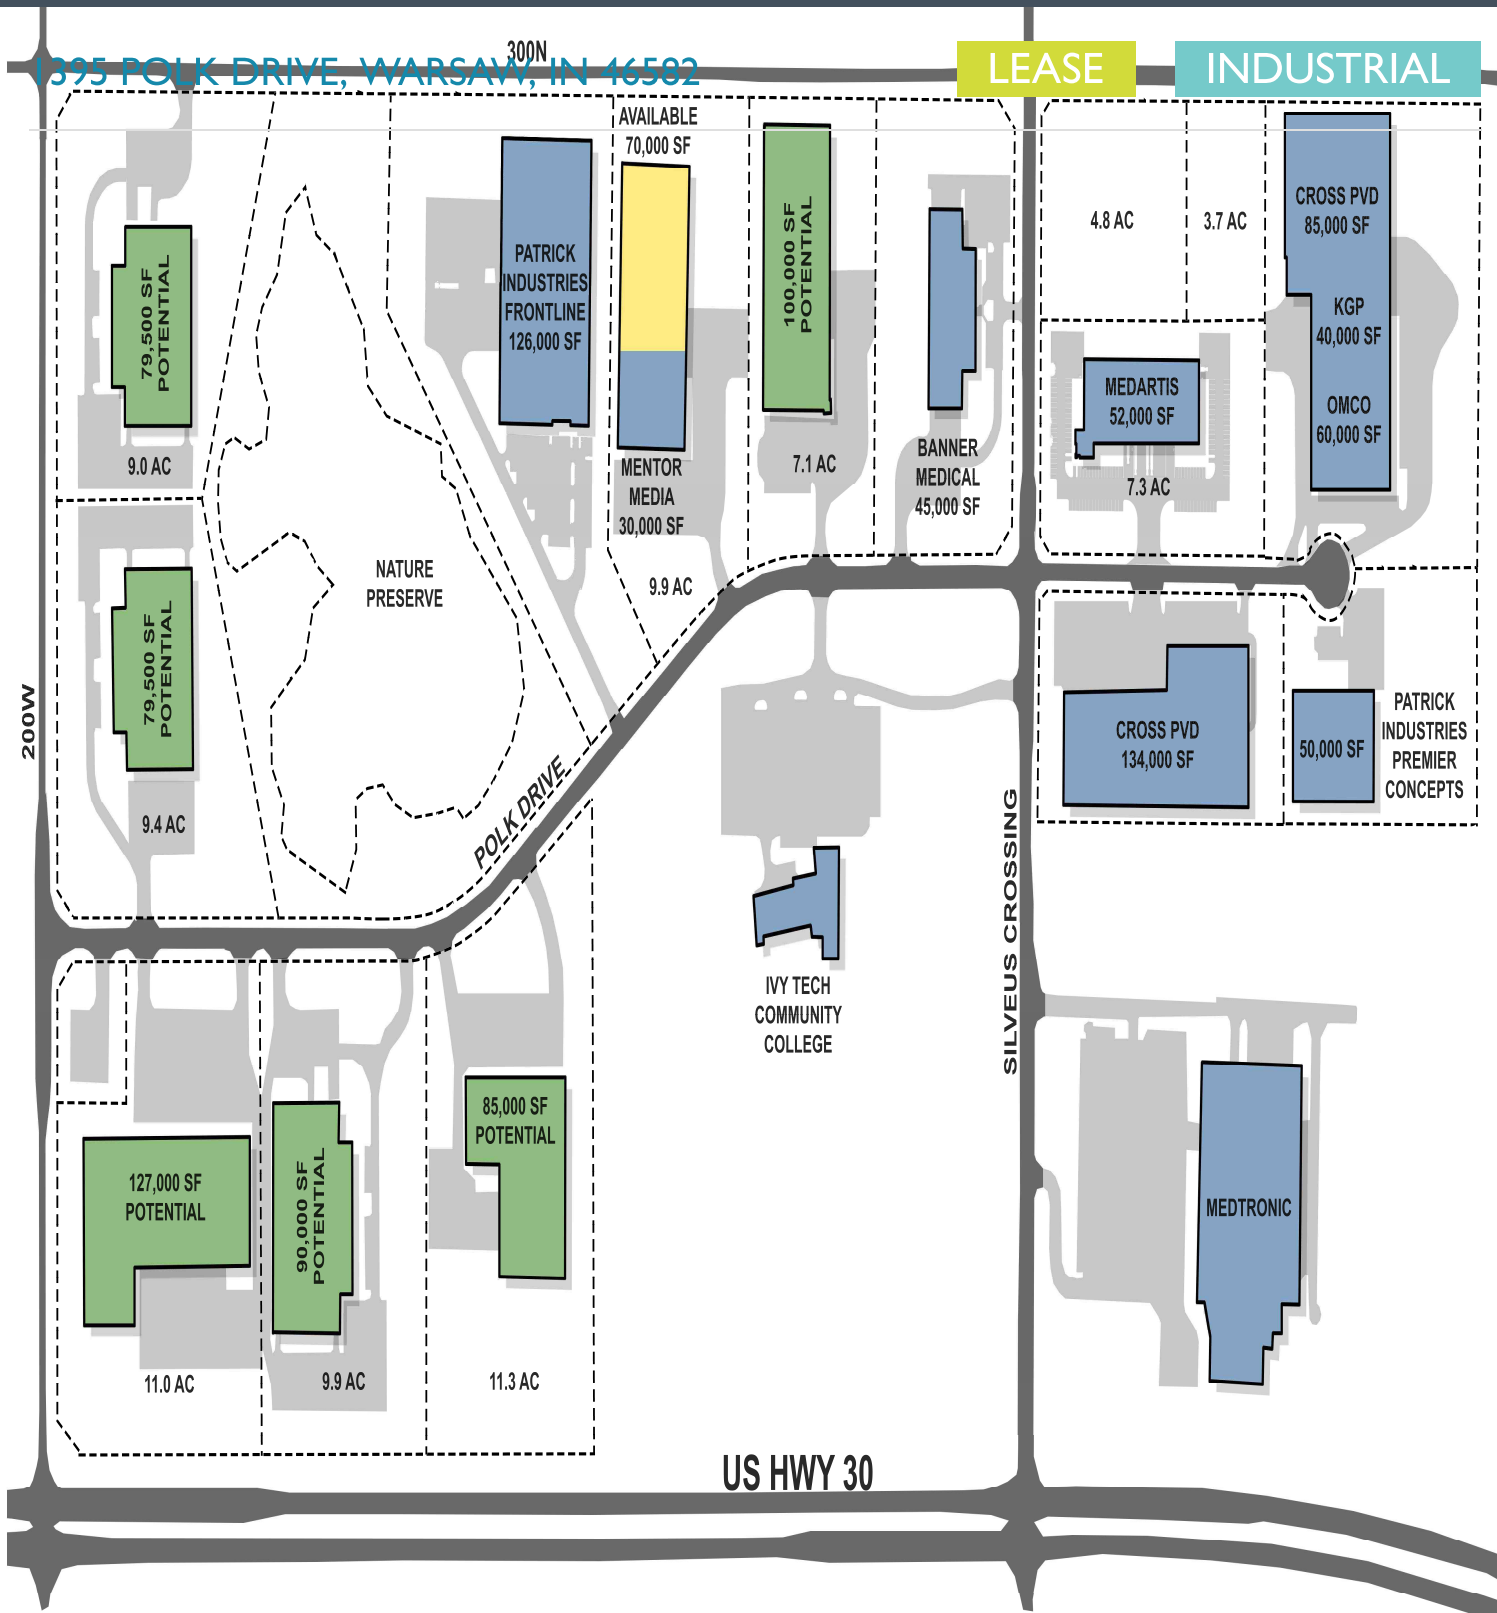 300N
1395 POLK DRIVE, WARSAW, IN 46582
LEASE
INDUSTRIAL
AVAILABLE
70,000 SF
PATRICK
INDUSTRIES
FRONTLINE
126,000 SF
100,000 SF
POTENTIAL
4.8 AC
3.7 AC
CROSS PVD
85,000 SF
KGP
40,000 SF
OMCO
60,000 SF
79,500 SF
POTENTIAL
9.0 AC
MENTOR
MEDIA
30,000 SF
7.1 AC
BANNER
MEDICAL
45,000 SF
MEDARTIS
52,000 SF
7.3 AC
NATURE
PRESERVE
9.9 AC
79,500 SF
POTENTIAL
9.4 AC
200W
POLK DRIVE
CROSS PVD
134,000 SF
50,000 SF
PATRICK
INDUSTRIES
PREMIER
CONCEPTS
SILVEUS CROSSING
IVY TECH
COMMUNITY
COLLEGE
127,000 SF
POTENTIAL
11.0 AC
90,000 SF
POTENTIAL
9.9 AC
85,000 SF
POTENTIAL
11.3 AC
MEDTRONIC
US HWY 30